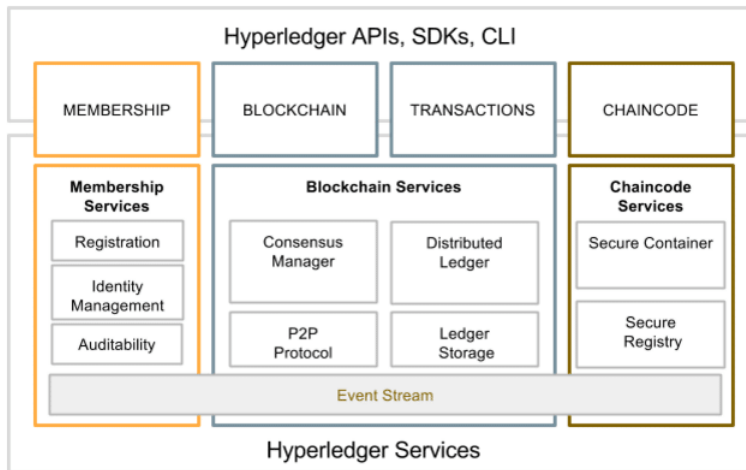 Hyperledger APIs, SDKs, CLI
MEMBERSHIP
BLOCKCHAIN
TRANSACTIONS
CHAINCODE
Membership
Services
Registration
Identity
Management
Auditability
Blockchain Services
Consensus
Manager
Distributed
Ledger
P2P
Protocol
Ledger
Storage
Chaincode
Services
Secure Container
Secure
Registry
Event Stream
Hyperledger Services